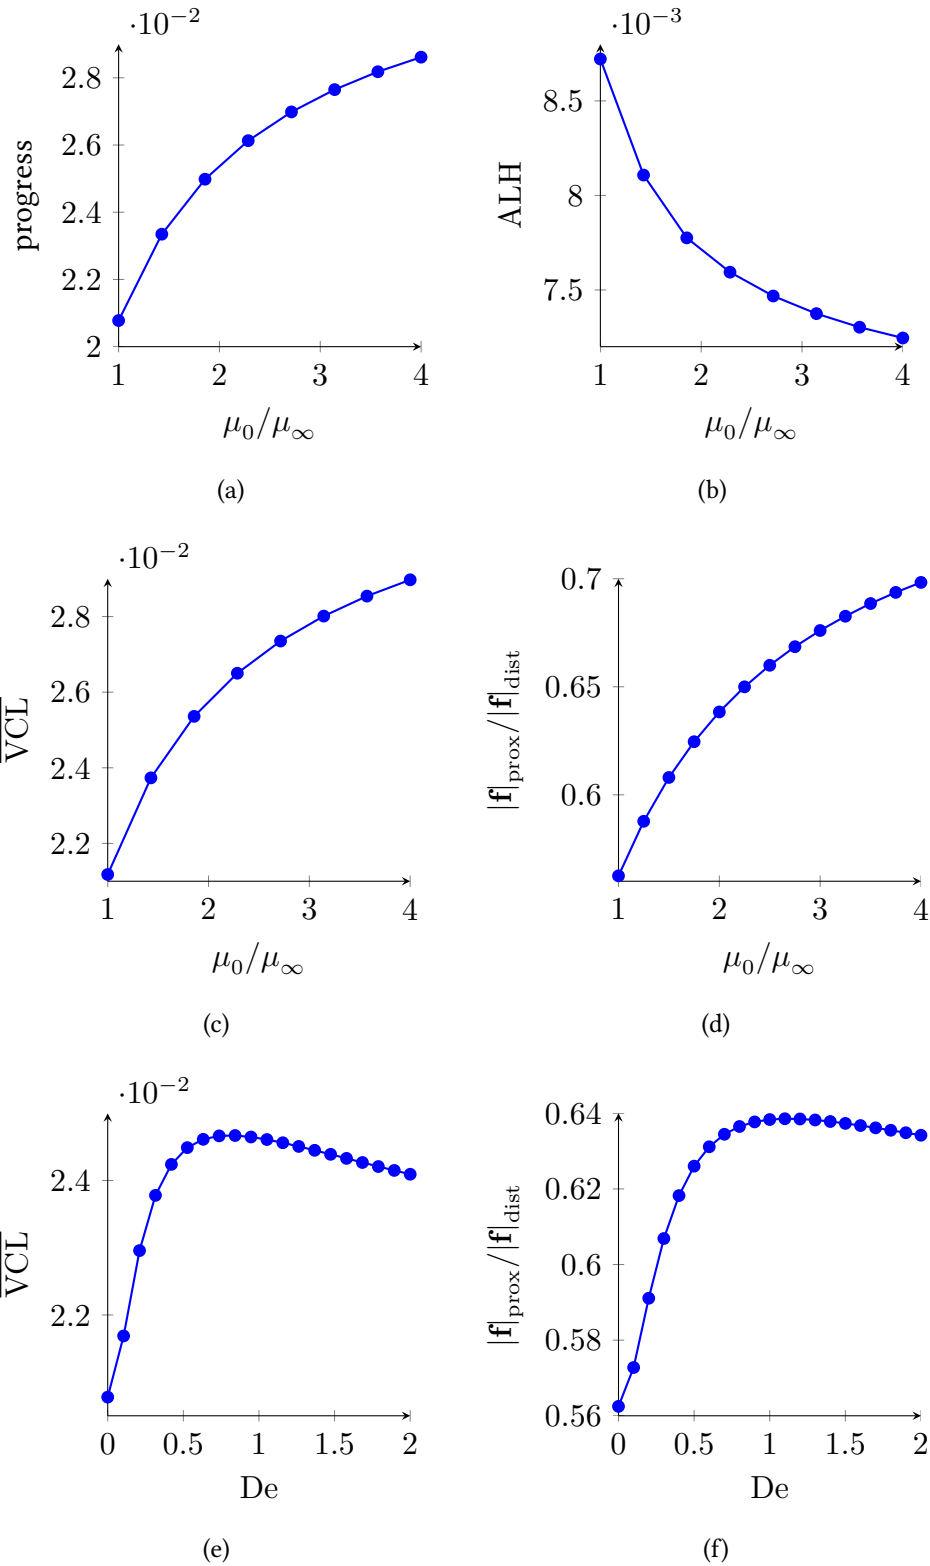 ·10⁻²
progress
2.8
2.6
2.4
2.2
2
1 2 3 4
μ₀/μ∞
(a)
·10⁻³
ALH
8.5
8
7.5
1 2 3 4
μ₀/μ∞
(b)
·10⁻²
V̅C̅L̅
2.8
2.6
2.4
2.2
1 2 3 4
μ₀/μ∞
(c)
|𝐟|prox/|𝐟|dist
0.7
0.65
0.6
1 2 3 4
μ₀/μ∞
(d)
·10⁻²
V̅C̅L̅
2.4
2.2
0 0.5 1 1.5 2
De
(e)
|𝐟|prox/|𝐟|dist
0.64
0.62
0.6
0.58
0.56
0 0.5 1 1.5 2
De
(f)